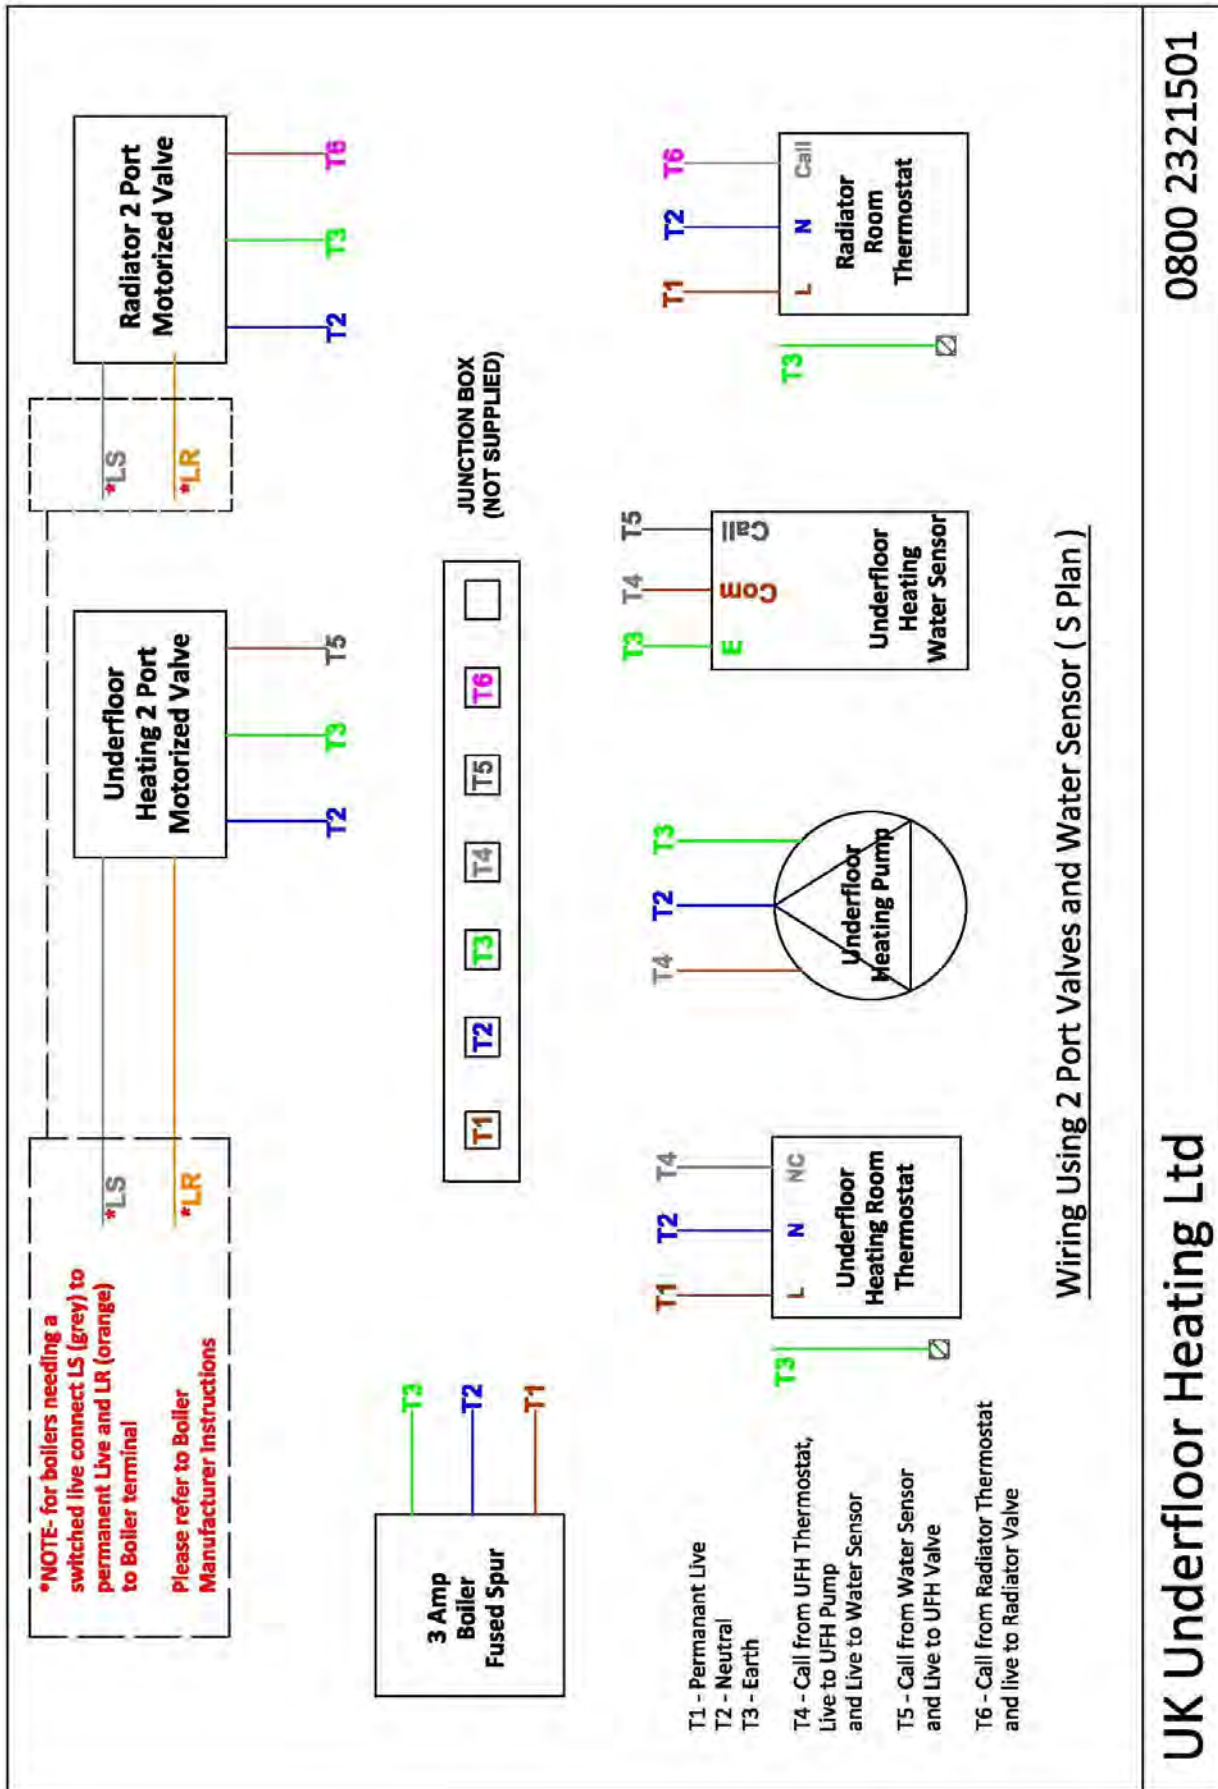 *NOTE- for boilers needing a
switched live connect LS (grey) to
permanent Live and LR (orange)
to Boiler terminal
Please refer to Boiler
Manufacturer Instructions
*LS
*LR
Underfloor
Heating 2 Port
Motorized Valve
T2
T3
T5
*LS
*LR
Radiator 2 Port
Motorized Valve
T2
T3
T6
3 Amp
Boiler
Fused Spur
T3
T2
T1
T1
T2
T3
T4
T5
T6
JUNCTION BOX
(NOT SUPPLIED)
T1 - Permanant Live
T2 - Neutral
T3 - Earth
T4 - Call from UFH Thermostat,
Live to UFH Pump
and Live to Water Sensor
T5 - Call from Water Sensor
and Live to UFH Valve
T6 - Call from Radiator Thermostat
and live to Radiator Valve
T3
T1
T2
T4
L
N
NC
Underfloor
Heating Room
Thermostat
T4
T2
T3
Underfloor
Heating Pump
T3
T4
T5
E
Com
Call
Underfloor
Heating
Water Sensor
T3
T1
T2
T6
L
N
Call
Radiator
Room
Thermostat
Wiring Using 2 Port Valves and Water Sensor ( S Plan )
UK Underfloor Heating Ltd
0800 2321501